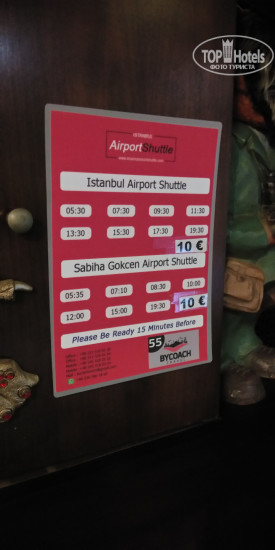 TOPHotels
ФОТО ТУРИСТА
ISTANBUL
AirportShuttle
Istanbul Airport Shuttle
05:30 07:30 09:30 11:30
13:30 15:30 17:30 19:30
10 €
Sabiha Gokcen Airport Shuttle
05:35 07:10 08:30 10:00
12:00 15:00 19:30 10 €
Please Be Ready 15 Minutes Before
55
BYCOACH